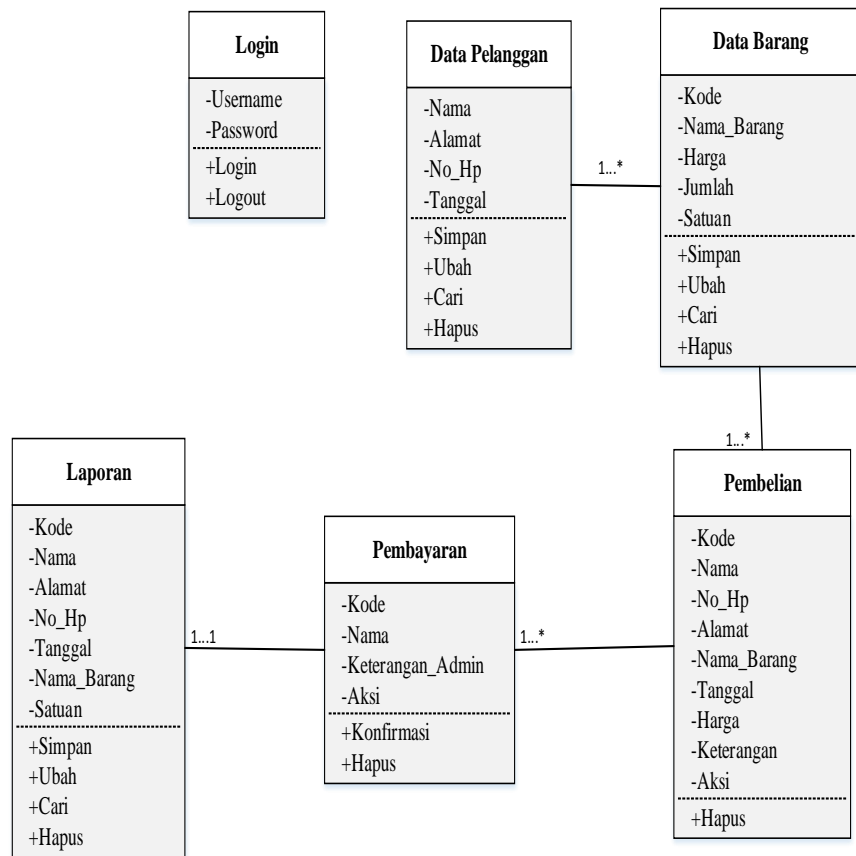 Login
-Username
-Password
+Login
+Logout
Data Pelanggan
-Nama
-Alamat
-No_Hp
-Tanggal
+Simpan
+Ubah
+Cari
+Hapus
1...*
Data Barang
-Kode
-Nama_Barang
-Harga
-Jumlah
-Satuan
+Simpan
+Ubah
+Cari
+Hapus
1...*
Laporan
-Kode
-Nama
-Alamat
-No_Hp
-Tanggal
-Nama_Barang
-Satuan
+Simpan
+Ubah
+Cari
+Hapus
1...1
Pembayaran
-Kode
-Nama
-Keterangan_Admin
-Aksi
+Konfirmasi
+Hapus
1...*
Pembelian
-Kode
-Nama
-No_Hp
-Alamat
-Nama_Barang
-Tanggal
-Harga
-Keterangan
-Aksi
+Hapus